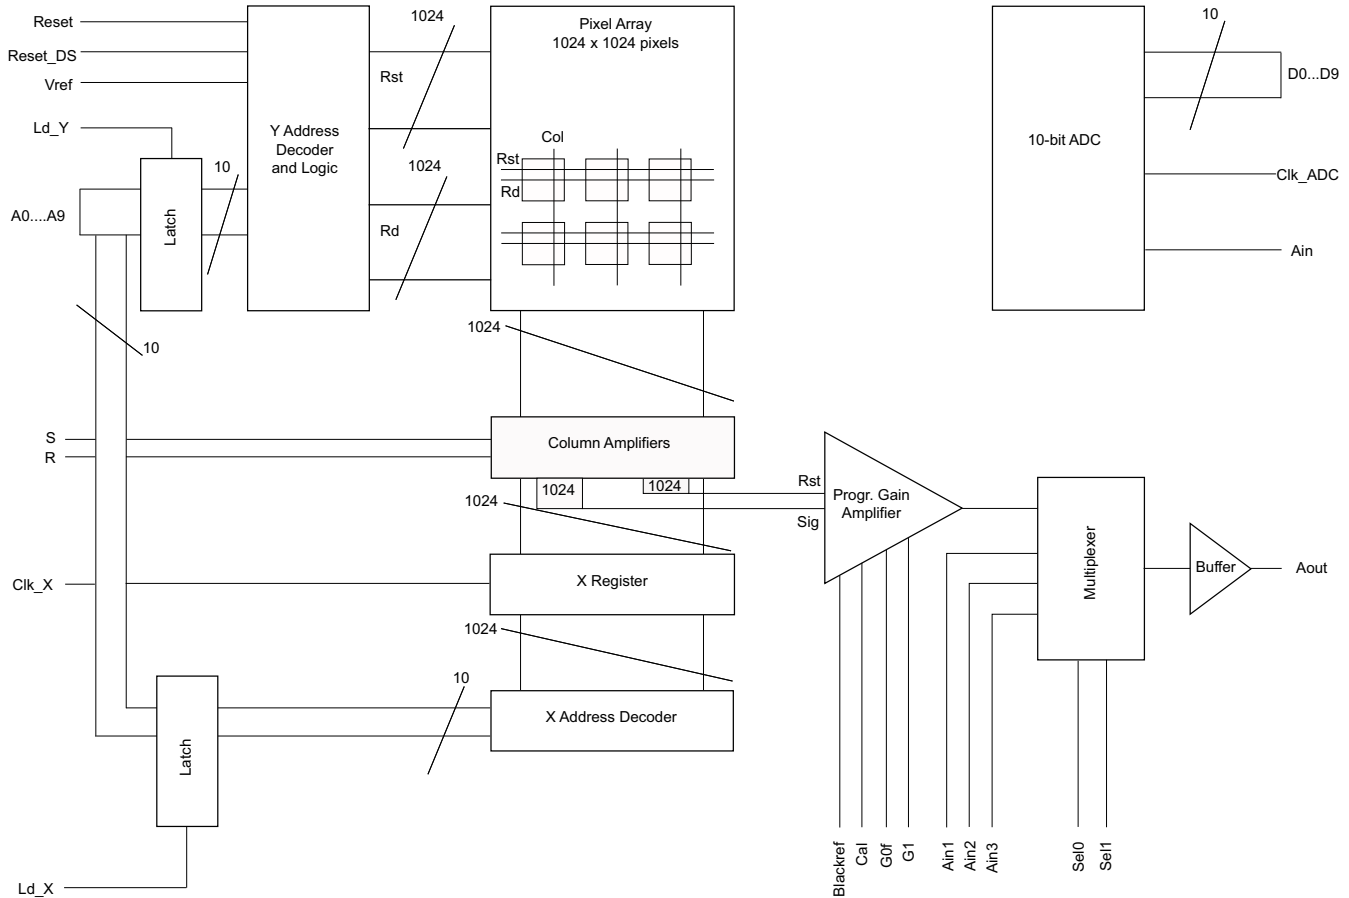 Reset
Reset_DS
Vref
Ld_Y
A0....A9
Latch
10
10
Y Address
Decoder
and Logic
1024
Rst
1024
Rd
Pixel Array
1024 x 1024 pixels
Col
Rst
Rd
10-bit ADC
10
D0...D9
Clk_ADC
Ain
1024
S
R
Column Amplifiers
1024
1024
1024
Rst
Sig
Progr. Gain
Amplifier
Multiplexer
Buffer
Aout
Clk_X
X Register
1024
10
X Address Decoder
Latch
Ld_X
Blackref
Cal
G0f
G1
Ain1
Ain2
Ain3
Sel0
Sel1